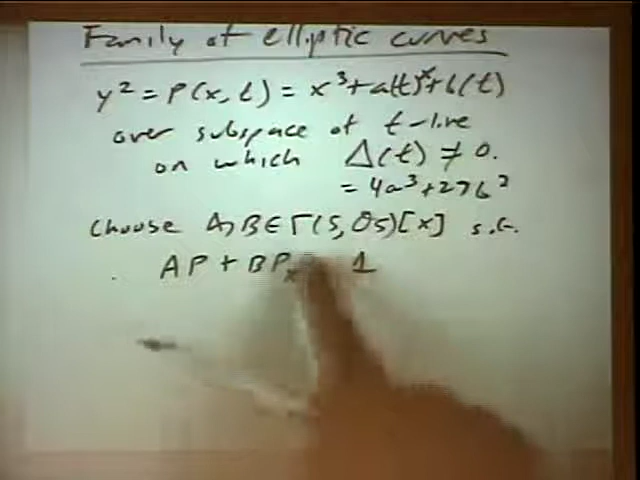 Family of elliptic curves
y² = P(x, t) = x³ + a(t)x + b(t)
over subspace of t-line
on which Δ(t) ≠ 0.
= 4a³ + 27b²
Choose A, B ∈ Γ(S, O_S)[x] s.t.
AP + BPₓ = 1